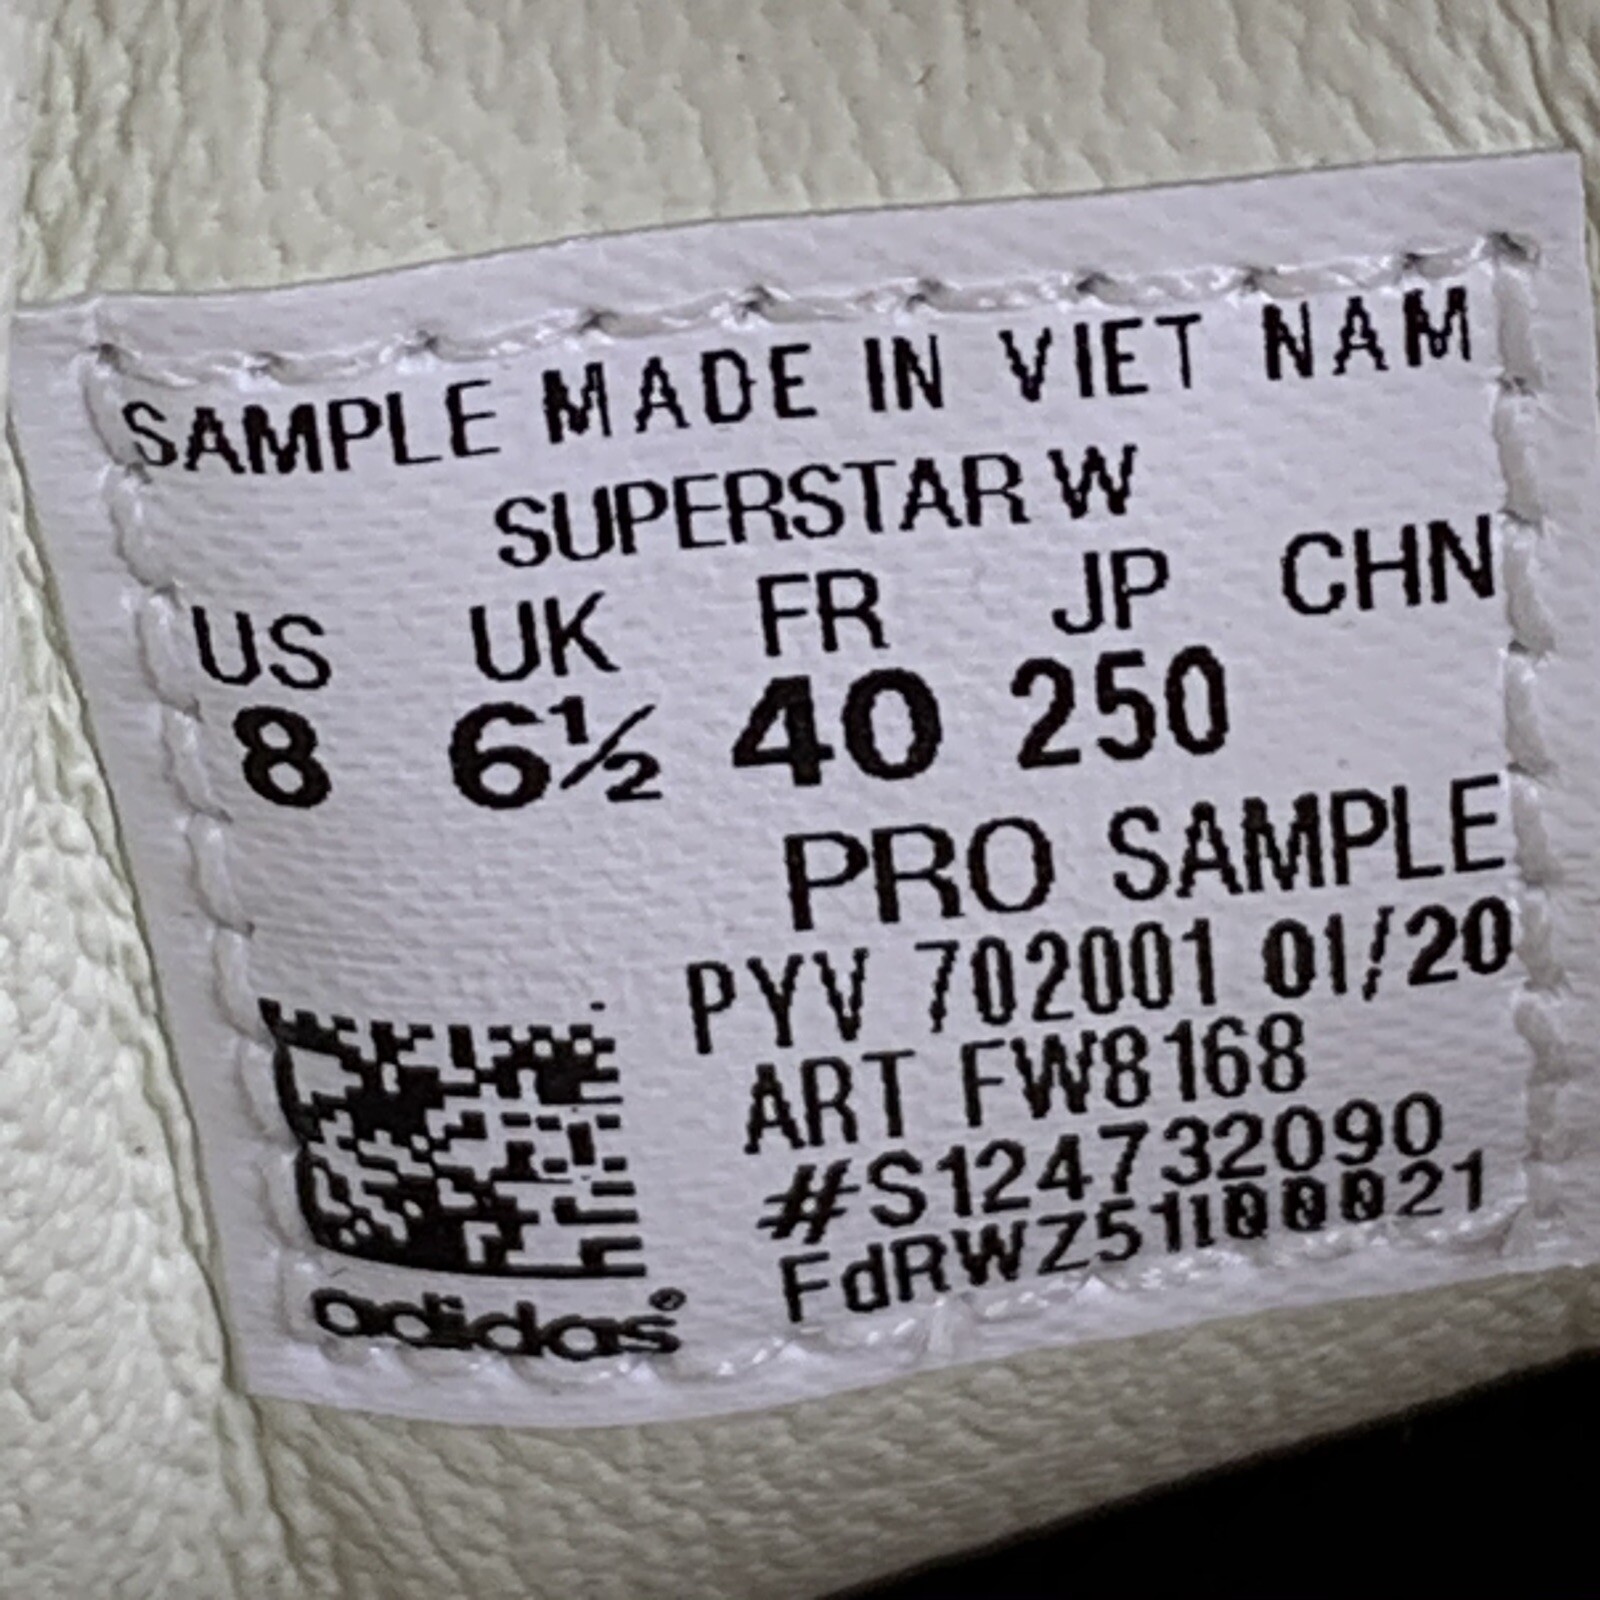 SAMPLE MADE IN VIET NAM
SUPERSTAR W
US UK FR JP CHN
8 6½ 40 250
PRO SAMPLE
PYV 702001 01/20
ART FW8168
#S124732090
FdRWZ51I00021
adidas®